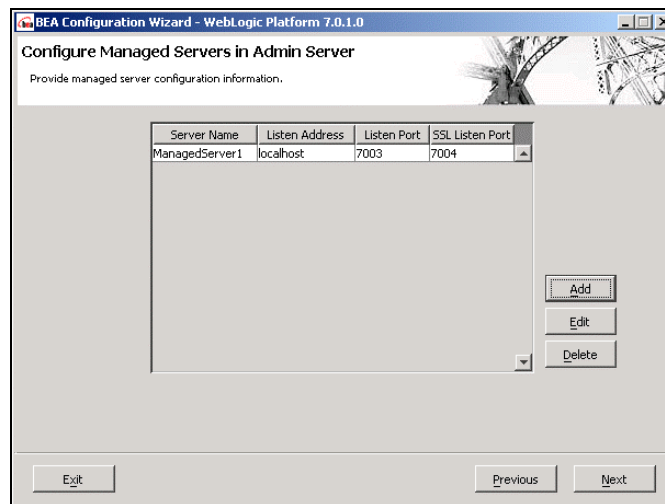 bea BEA Configuration Wizard - WebLogic Platform 7.0.1.0
Configure Managed Servers in Admin Server
Provide managed server configuration information.
Server Name Listen Address Listen Port SSL Listen Port
ManagedServer1 localhost 7003 7004
Add
Edit
Delete
Exit Previous Next